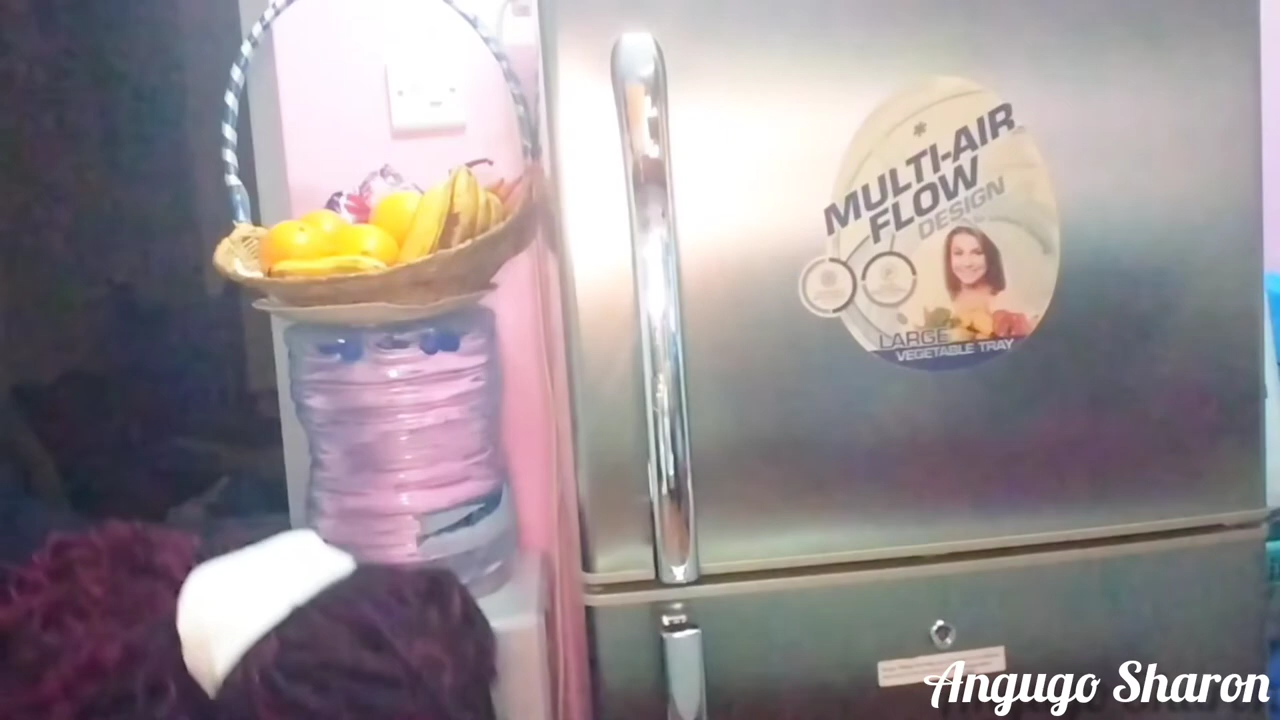 MULTI-AIR
FLOW
DESIGN
LARGE
VEGETABLE TRAY
Angugo Sharon